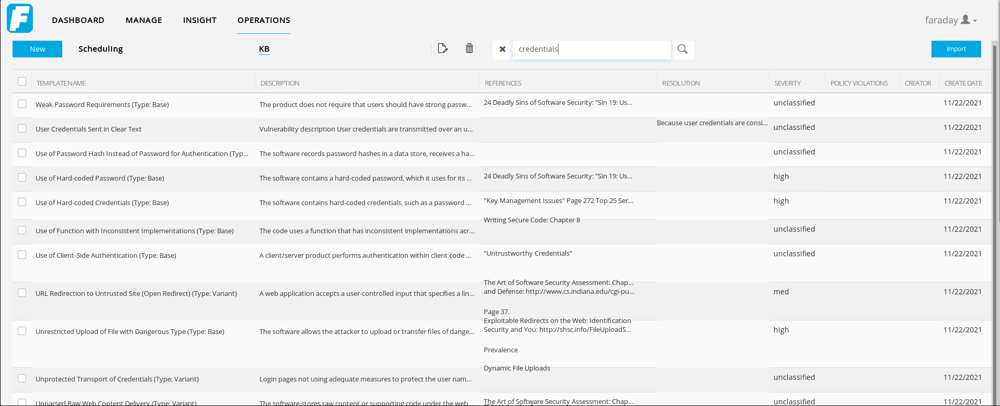 F
DASHBOARD MANAGE INSIGHT OPERATIONS faraday
New Scheduling KB credentials Import
TEMPLATE NAME DESCRIPTION REFERENCES RESOLUTION SEVERITY POLICY VIOLATIONS CREATOR CREATE DATE
Weak Password Requirements (Type: Base) The product does not require that users should have strong passw... 24 Deadly Sins of Software Security: "Sin 19: Us... unclassified 11/22/2021
User Credentials Sent in Clear Text Vulnerability description User credentials are transmitted over an u... Because user credentials are consi... unclassified 11/22/2021
Use of Password Hash Instead of Password for Authentication (Typ... The software records password hashes in a data store, receives a ha... unclassified 11/22/2021
Use of Hard-coded Password (Type: Base) The software contains a hard-coded password, which it uses for its ... 24 Deadly Sins of Software Security: "Sin 19: Us... high 11/22/2021
Use of Hard-coded Credentials (Type: Base) The software contains hard-coded credentials, such as a password ... "Key Management Issues" Page 272 Top 25 Ser... high 11/22/2021
Writing Secure Code: Chapter 8
Use of Function with Inconsistent Implementations (Type: Base) The code uses a function that has inconsistent implementations acr... unclassified 11/22/2021
Use of Client-Side Authentication (Type: Base) A client/server product performs authentication within client code ... "Untrustworthy Credentials" unclassified 11/22/2021
The Art of Software Security Assessment: Chap...
URL Redirection to Untrusted Site (Open Redirect) (Type: Variant) A web application accepts a user-controlled input that specifies a lin... and Defense: http://www.cs.indiana.edu/cgi-pu... med 11/22/2021
Page 37.
Exploitable Redirects on the Web: Identification
Unrestricted Upload of File with Dangerous Type (Type: Base) The software allows the attacker to upload or transfer files of dange... Security and You: http://shsc.info/FileUploadS... high 11/22/2021
Prevalence
Dynamic File Uploads
Unprotected Transport of Credentials (Type: Variant) Login pages not using adequate measures to protect the user nam... unclassified 11/22/2021
Unparsed Raw Web Content Delivery (Type: Variant) The software stores raw content or supporting code under the web ... The Art of Software Security Assessment: Chap... unclassified 11/22/2021